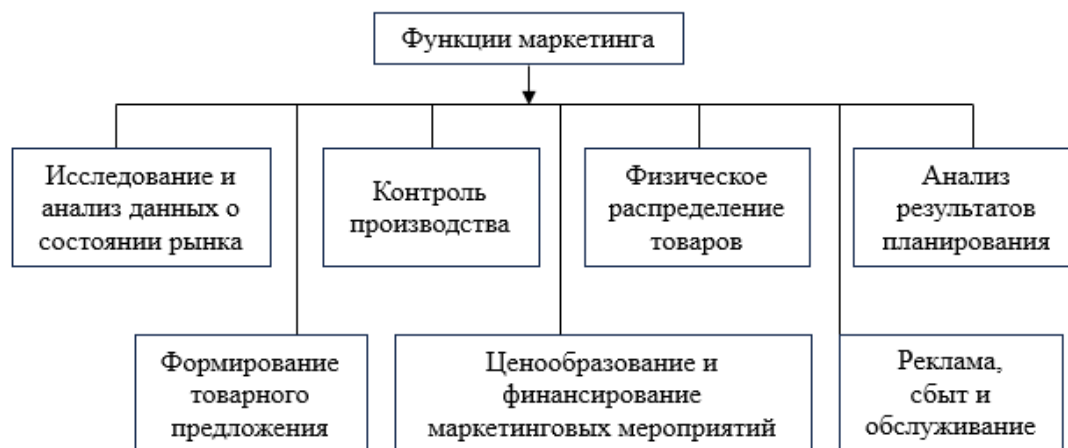 Функции маркетинга
Исследование и
анализ данных о
состоянии рынка
Контроль
производства
Физическое
распределение
товаров
Анализ
результатов
планирования
Формирование
товарного
предложения
Ценообразование и
финансирование
маркетинговых мероприятий
Реклама,
сбыт и
обслуживание